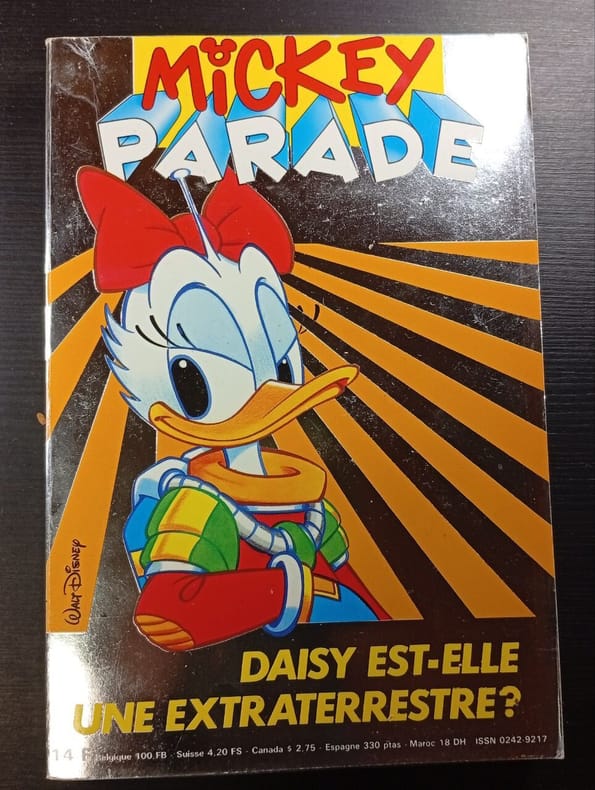 MICKEY
PARADE
WALT DISNEY
DAISY EST-ELLE
UNE EXTRATERRESTRE?
14 F Belgique 100 FB - Suisse 4,20 FS - Canada $ 2.75 - Espagne 330 ptas - Maroc 18 DH ISSN 0242-9217